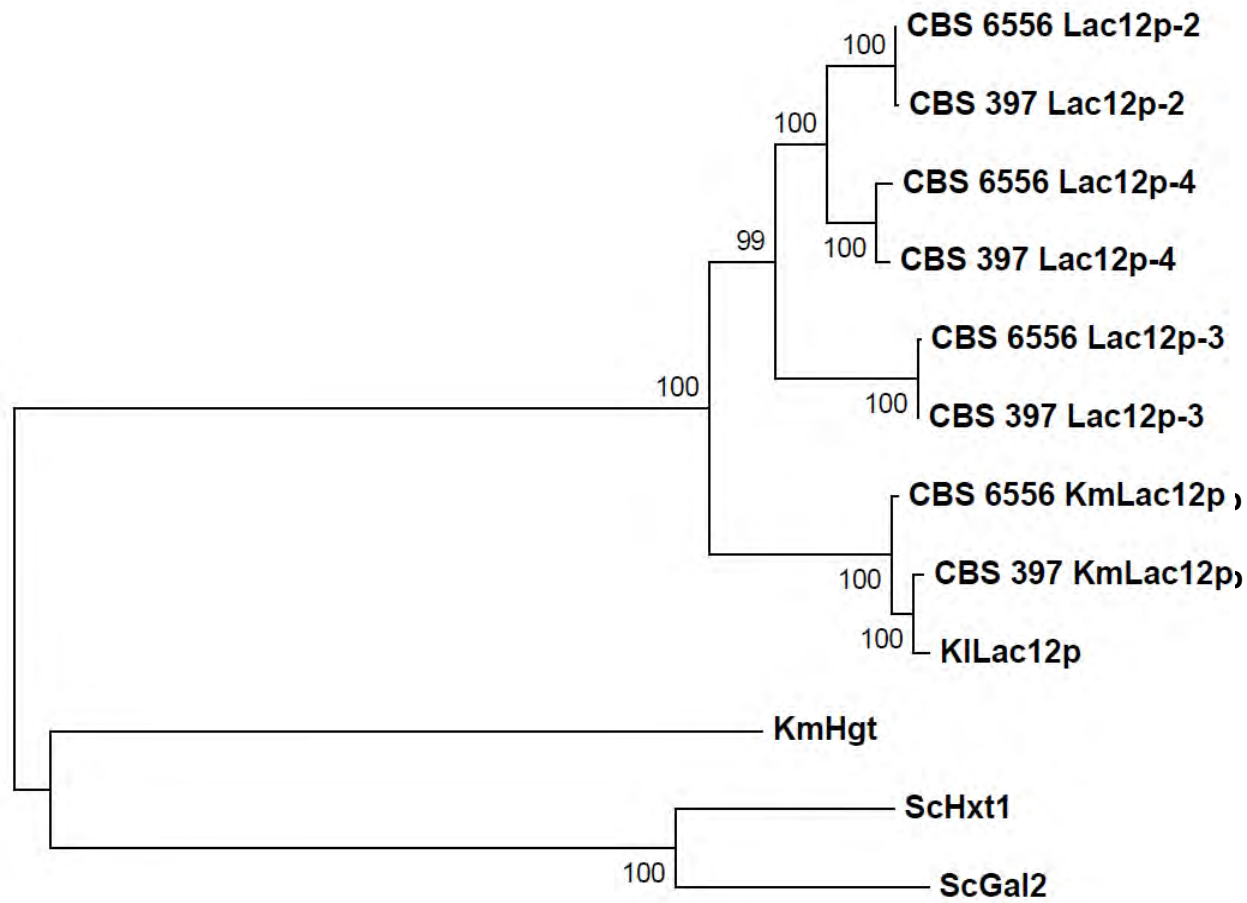 CBS 6556 Lac12p-2
100
CBS 397 Lac12p-2
100
CBS 6556 Lac12p-4
99
100
CBS 397 Lac12p-4
CBS 6556 Lac12p-3
100
100
CBS 397 Lac12p-3
CBS 6556 KmLac12p
100
CBS 397 KmLac12p
100
KlLac12p
KmHgt
ScHxt1
100
ScGal2